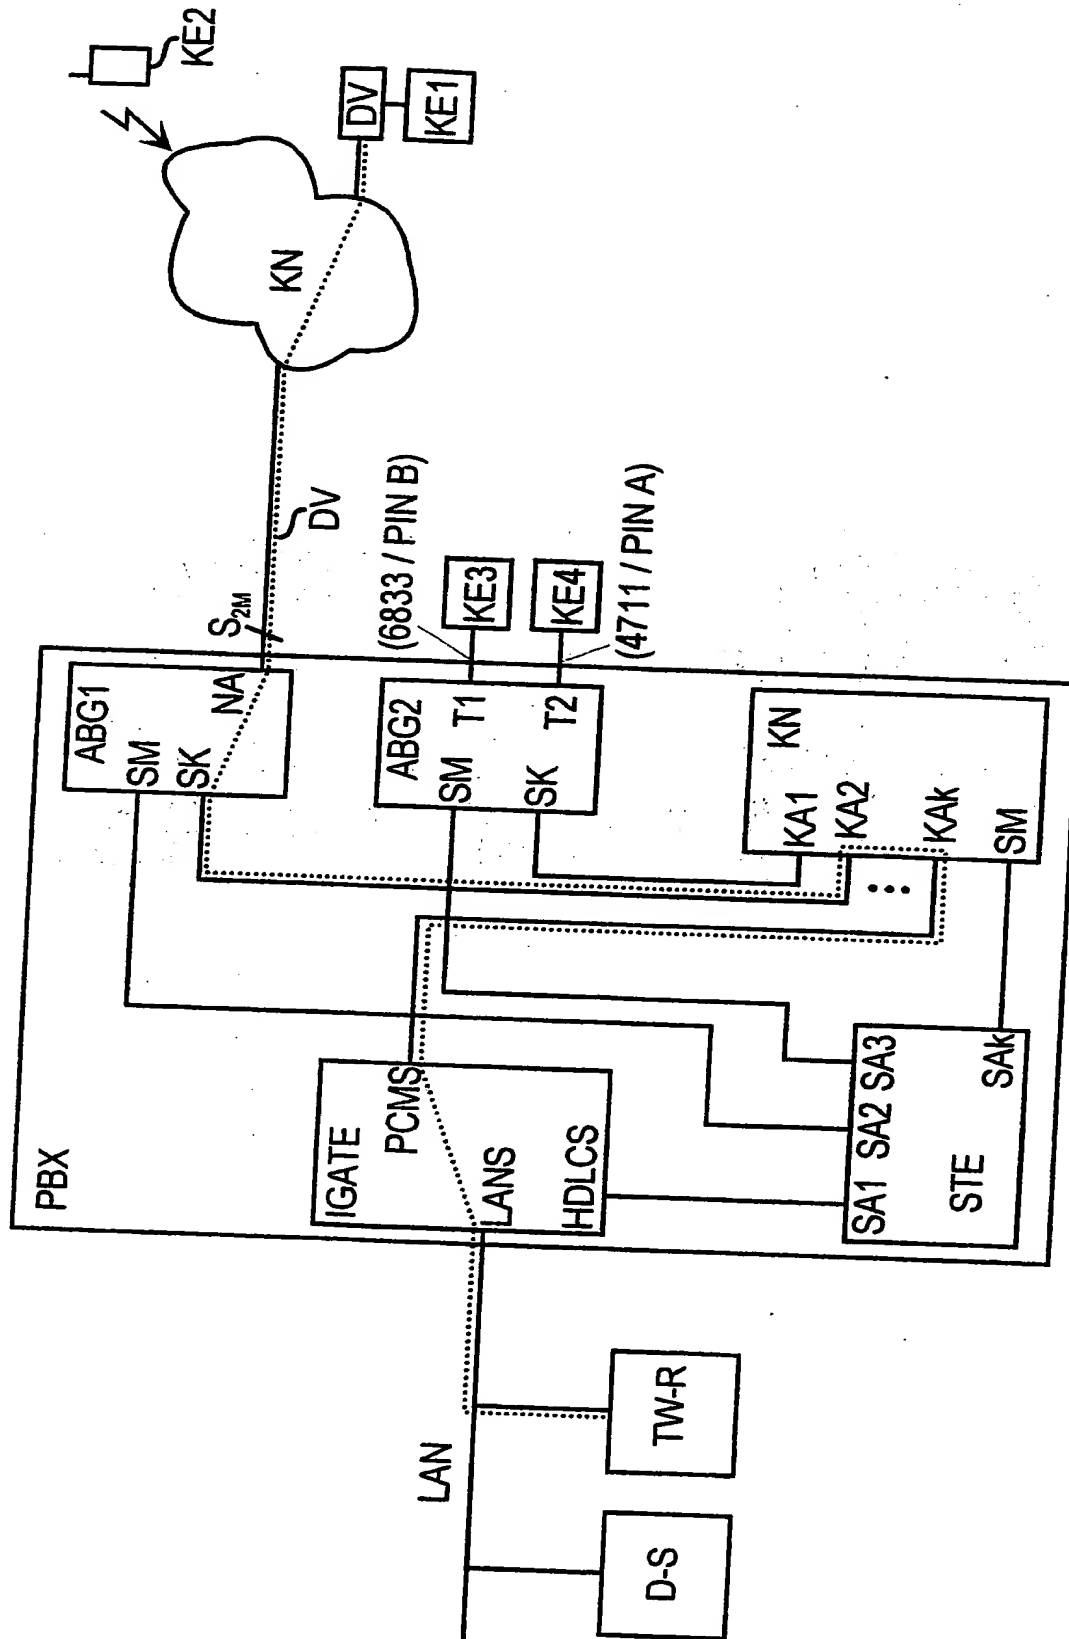 PBX
IGATE
PCMS
LANS
HDLCS
SA1
SA2
SA3
STE
SAk
ABG1
SM
SK
NA
ABG2
SM
SK
T1
T2
KN
KA1
KA2
KAk
SM
S2M
DV
(6833 / PIN B)
KE3
KE4
(4711 / PIN A)
KN
DV
KE1
KE2
LAN
TW-R
D-S